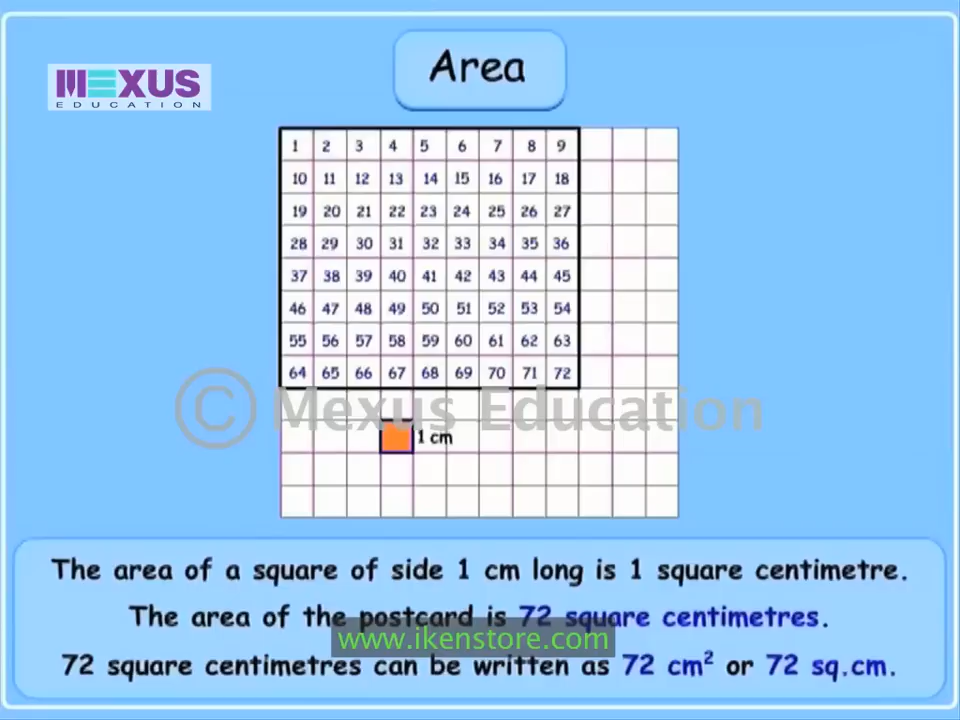 Area
MEXUS
EDUCATION
1 2 3 4 5 6 7 8 9
10 11 12 13 14 15 16 17 18
19 20 21 22 23 24 25 26 27
28 29 30 31 32 33 34 35 36
37 38 39 40 41 42 43 44 45
46 47 48 49 50 51 52 53 54
55 56 57 58 59 60 61 62 63
64 65 66 67 68 69 70 71 72
© Mexus Education
1 cm
The area of a square of side 1 cm long is 1 square centimetre.
The area of the postcard is 72 square centimetres.
www.ikenstore.com
72 square centimetres can be written as 72 cm² or 72 sq.cm.